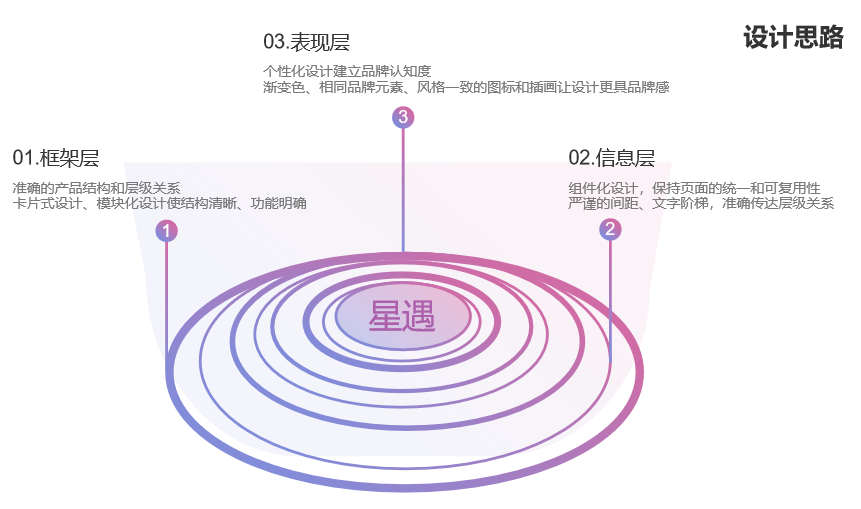 设计思路
03.表现层
个性化设计建立品牌认知度
渐变色、相同品牌元素、风格一致的图标和插画让设计更具品牌感
3
01.框架层
准确的产品结构和层级关系
卡片式设计、模块化设计使结构清晰、功能明确
1
02.信息层
组件化设计，保持页面的统一和可复用性
严谨的间距、文字阶梯，准确传达层级关系
2
星遇